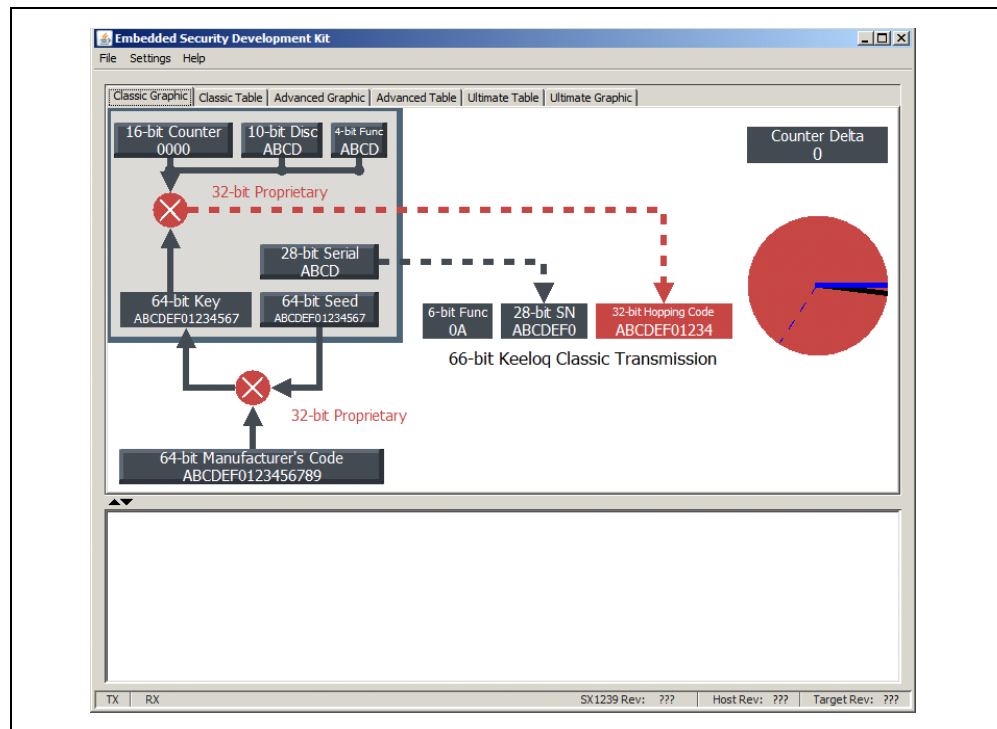 Embedded Security Development Kit
File Settings Help
Classic Graphic Classic Table Advanced Graphic Advanced Table Ultimate Table Ultimate Graphic
16-bit Counter
0000
10-bit Disc
ABCD
4-bit Func
ABCD
Counter Delta
0
32-bit Proprietary
28-bit Serial
ABCD
64-bit Key
ABCDEF01234567
64-bit Seed
ABCDEF01234567
6-bit Func
0A
28-bit SN
ABCDEF0
32-bit Hopping Code
ABCDEF01234
66-bit Keeloq Classic Transmission
32-bit Proprietary
64-bit Manufacturer's Code
ABCDEF0123456789
TX RX SX1239 Rev: ??? Host Rev: ??? Target Rev: ???